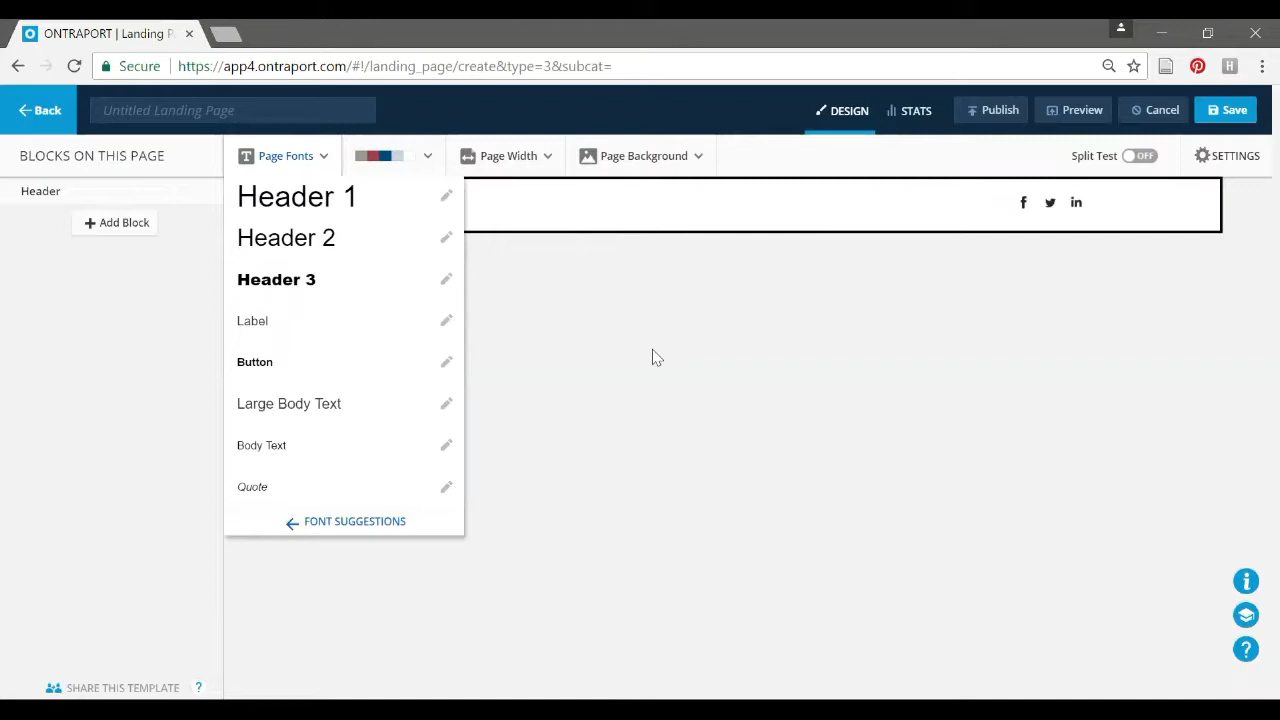 ONTRAPORT | Landing P
Secure https://app4.ontraport.com/#!/landing_page/create&type=3&subcat=
H
Back Untitled Landing Page DESIGN STATS Publish Preview Cancel Save
BLOCKS ON THIS PAGE T Page Fonts Page Width Page Background Split Test OFF SETTINGS
Header
Add Block
Header 1
Header 2
Header 3
Label
Button
Large Body Text
Body Text
Quote
FONT SUGGESTIONS
SHARE THIS TEMPLATE ?
f in
i
?